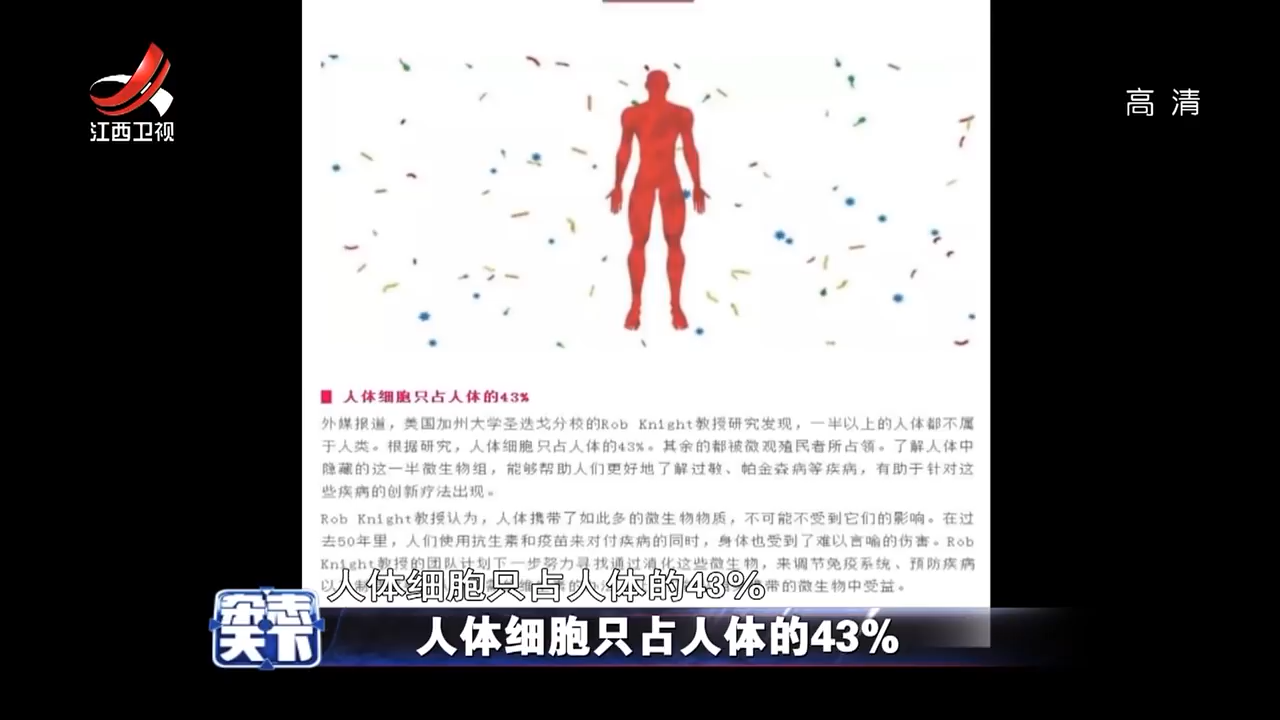 江西卫视
高清
人体细胞只占人体的43%
外媒报道，美国加州大学圣迭戈分校的Rob Knight教授研究发现，一半以上的人体都不属
于人类。根据研究，人体细胞只占人体的43%。其余的都被微观殖民者所占领。了解人体中
隐藏的这一半微生物组，能够帮助人们更好地了解过敏、帕金森病等疾病，有助于针对这
些疾病的创新疗法出现。
Rob Knight教授认为，人体携带了如此多的微生物物质，不可能不受到它们的影响。在过
去50年里，人们使用抗生素和疫苗来对付疾病的同时，身体也受到了难以言喻的伤害。Rob
Knight教授的团队计划下一步努力寻找通过消化这些微生物，来调节免疫系统、预防疾病
带的微生物中受益。
人体细胞只占人体的43%
杂志天下
人体细胞只占人体的43%